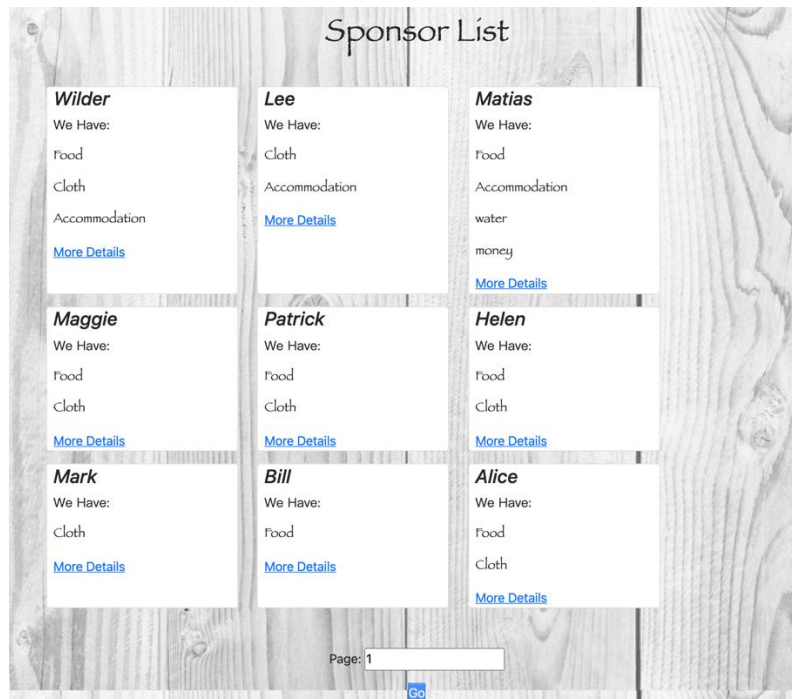 Sponsor List
Wilder
We Have:
Food
Cloth
Accommodation
More Details
Lee
We Have:
Cloth
Accommodation
More Details
Matias
We Have:
Food
Accommodation
water
money
More Details
Maggie
We Have:
Food
Cloth
More Details
Patrick
We Have:
Food
Cloth
More Details
Helen
We Have:
Food
Cloth
More Details
Mark
We Have:
Cloth
More Details
Bill
We Have:
Food
More Details
Alice
We Have:
Food
Cloth
More Details
Page: 1
Go